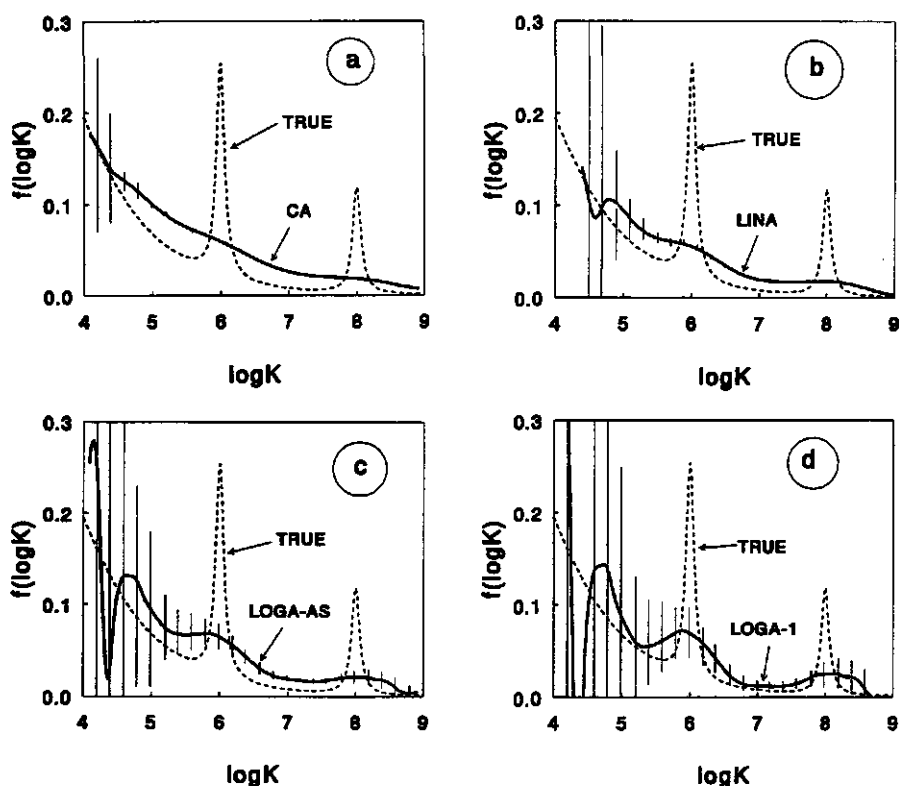 a
f(logK)
0.3
0.2
0.1
0.0
TRUE
CA
4 5 6 7 8 9
logK
b
f(logK)
0.3
0.2
0.1
0.0
TRUE
LINA
4 5 6 7 8 9
logK
c
f(logK)
0.3
0.2
0.1
0.0
TRUE
LOGA-AS
4 5 6 7 8 9
logK
d
f(logK)
0.3
0.2
0.1
0.0
TRUE
LOGA-1
4 5 6 7 8 9
logK